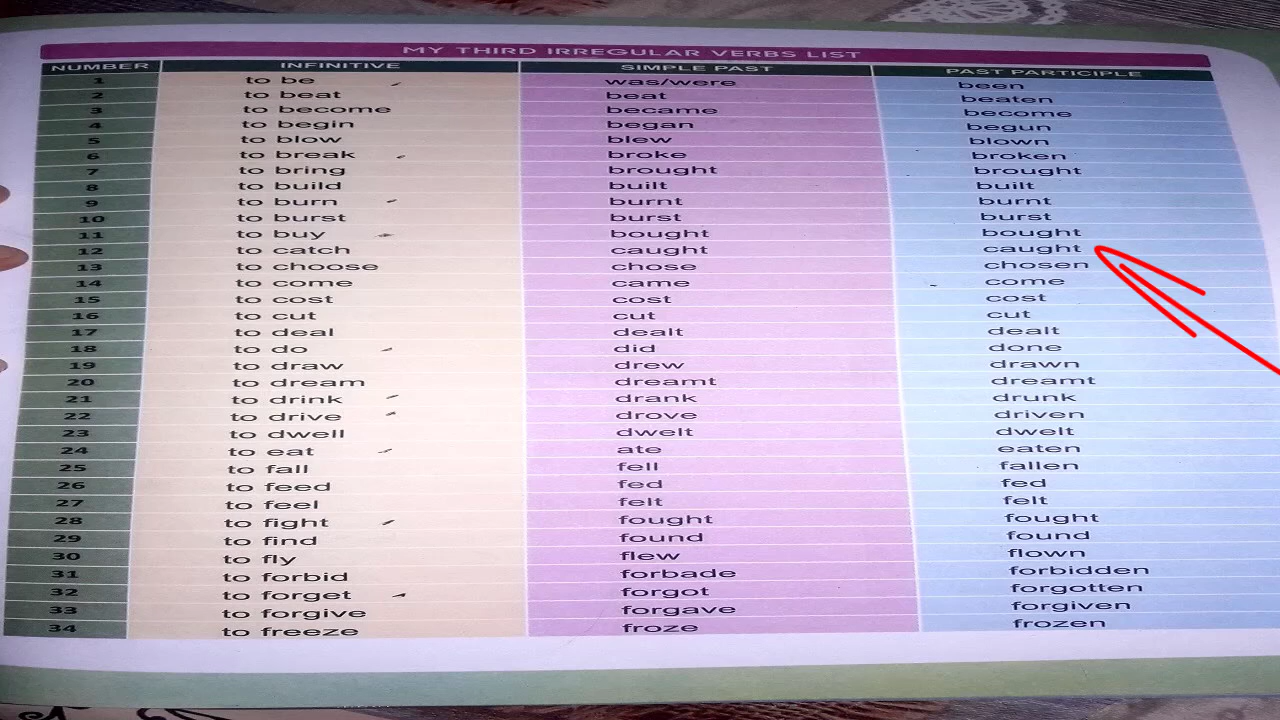 MY THIRD IRREGULAR VERBS LIST
NUMBER INFINITIVE SIMPLE PAST PAST PARTICIPLE
1 to be was/were been
2 to beat beat beaten
3 to become became become
4 to begin began begun
5 to blow blew blown
6 to break broke broken
7 to bring brought brought
8 to build built built
9 to burn burnt burnt
10 to burst burst burst
11 to buy bought bought
12 to catch caught caught
13 to choose chose chosen
14 to come came come
15 to cost cost cost
16 to cut cut cut
17 to deal dealt dealt
18 to do did done
19 to draw drew drawn
20 to dream dreamt dreamt
21 to drink drank drunk
22 to drive drove driven
23 to dwell dwelt dwelt
24 to eat ate eaten
25 to fall fell fallen
26 to feed fed fed
27 to feel felt felt
28 to fight fought fought
29 to find found found
30 to fly flew flown
31 to forbid forbade forbidden
32 to forget forgot forgotten
33 to forgive forgave forgiven
34 to freeze froze frozen